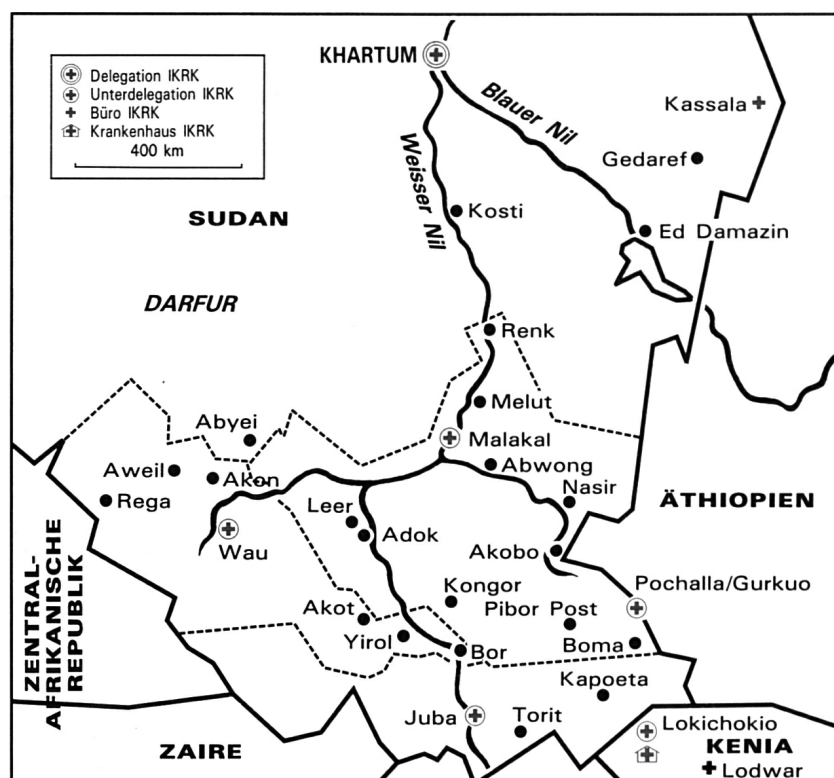 KHARTUM
Delegation IKRK
Unterdelegation IKRK
Büro IKRK
Krankenhaus IKRK
400 km
Blauer Nil
Kassala
Weisser Nil
Gedaref
SUDAN
Kosti
Ed Damazin
DARFUR
Renk
Melut
Abyei
Malakal
Aweil
Akon
Abwong
Rega
Nasir
ÄTHIOPIEN
Leer
Adok
Wau
Akobo
ZENTRAL-
AFRIKANISCHE
REPUBLIK
Kongor
Pochalla/Gurkuo
Akot
Pibor Post
Yirol
Bor
Boma
Kapoeta
Juba
Torit
Lokichokio
ZAIRE
KENIA
Lodwar